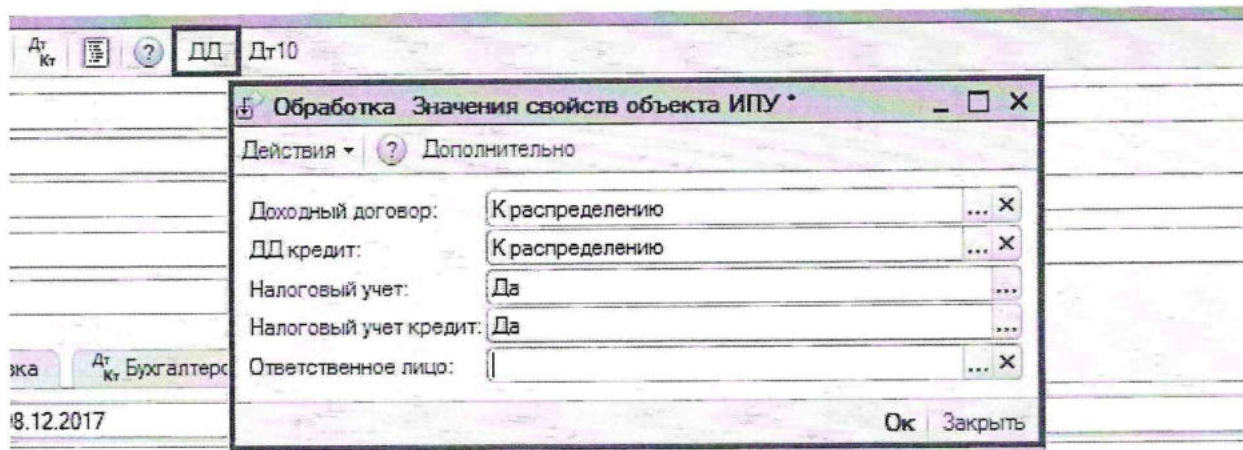 Дт Кт ? ДД Дт10
Обработка Значения свойств объекта ИПУ *
Действия ? Дополнительно
Доходный договор: К распределению ... ×
ДД кредит: К распределению ... ×
Налоговый учет: Да ...
Налоговый учет кредит: Да ...
Ответственное лицо: ... ×
Дт Кт Бухгалтерс
8.12.2017
Ок Закрыть